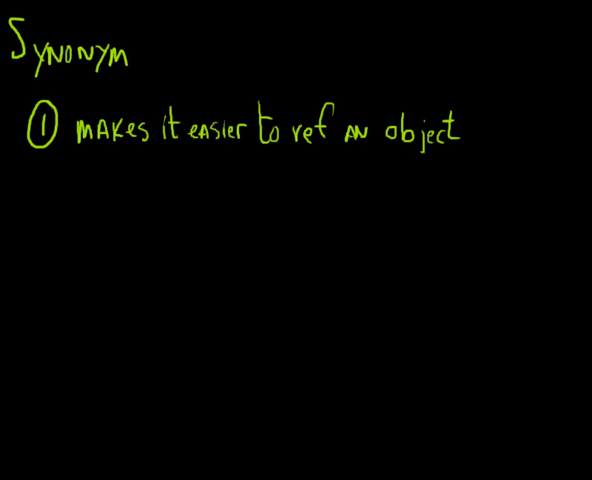 Synonym
① makes it easier to ref an object